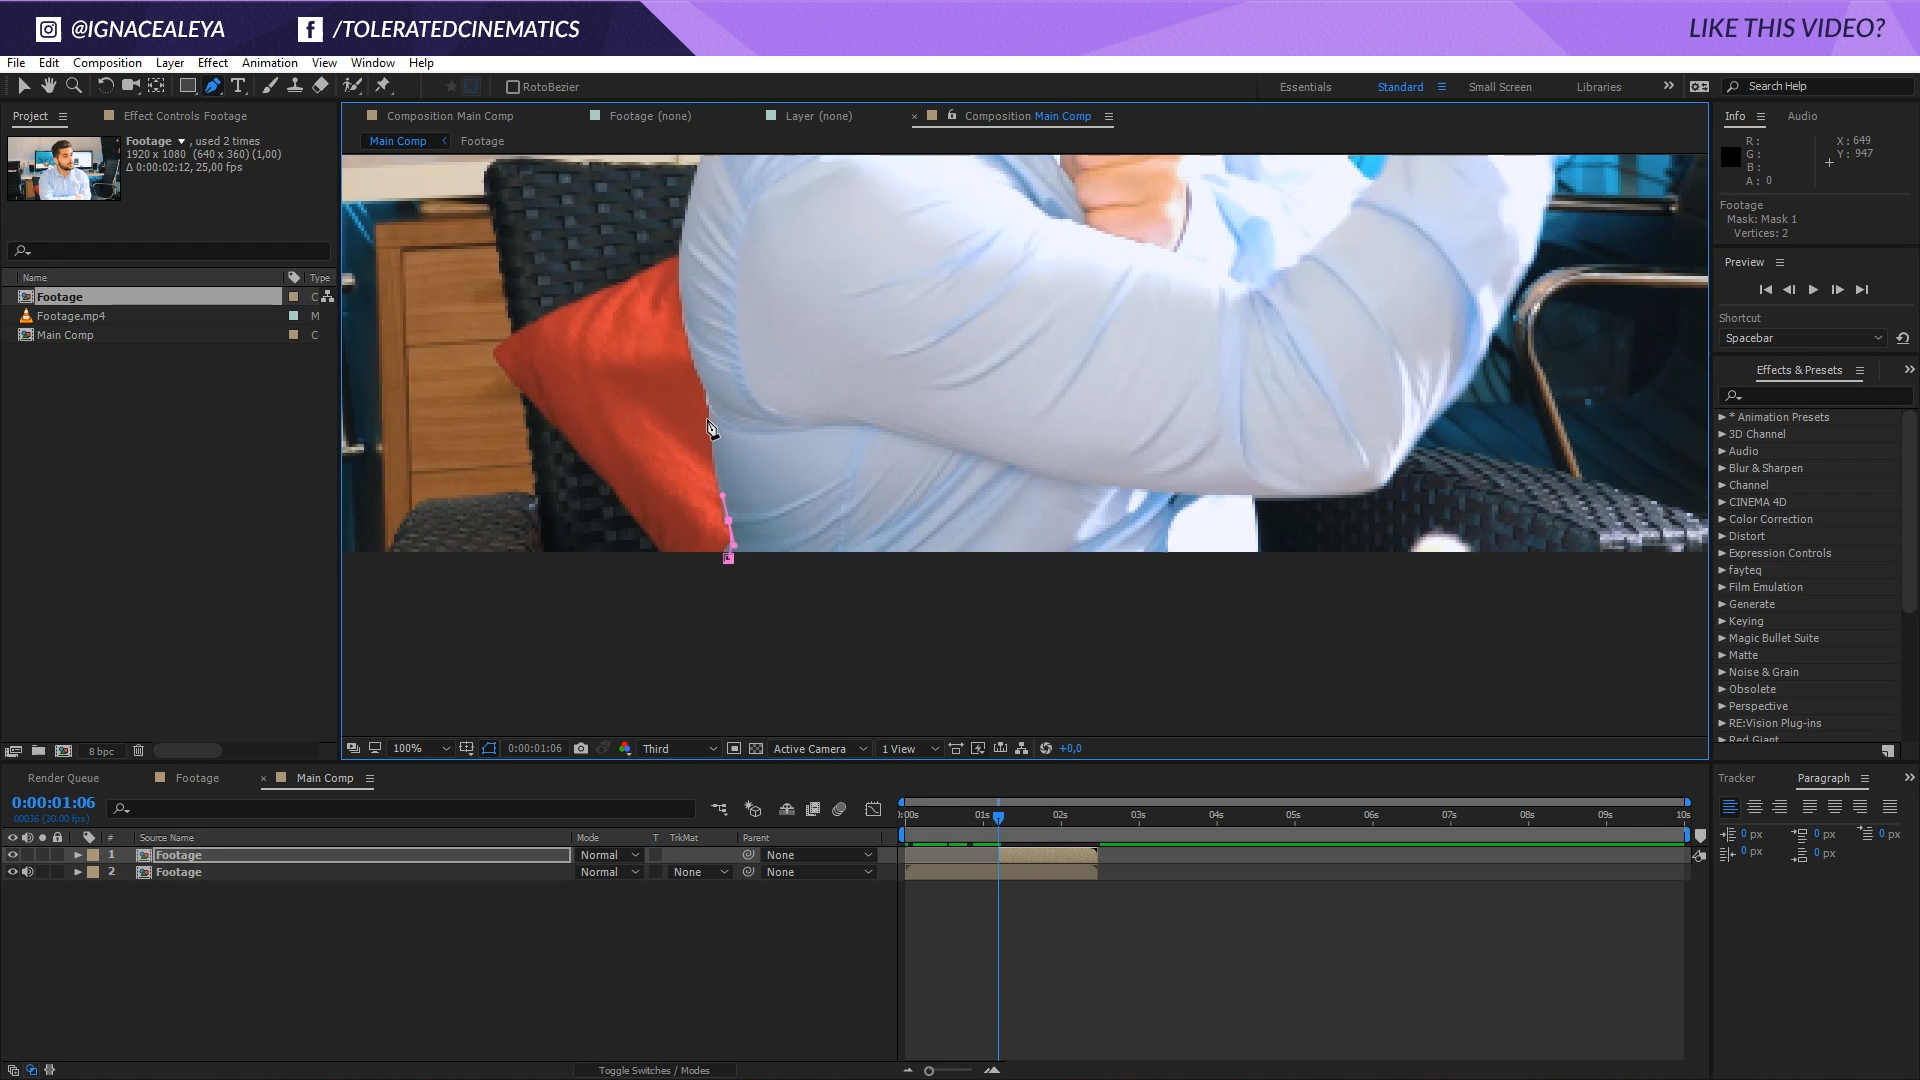 @IGNACEALEYA /TOLERATEDCINEMATICS LIKE THIS VIDEO?
File Edit Composition Layer Effect Animation View Window Help
RotoBezier Essentials Standard Small Screen Libraries Search Help
Project Effect Controls Footage Composition Main Comp Footage (none) Layer (none) × Composition Main Comp Info Audio
Footage , used 2 times
1920 x 1080 (640 x 360) (1,00)
Δ 0:00:02:12, 25,00 fps
Main Comp Footage
R : X : 649
G : Y : 947
B :
A : 0
Footage
Mask: Mask 1
Vertices: 2
Name Type
Footage C
Footage.mp4 M
Main Comp C
Preview
Shortcut
Spacebar
Effects & Presets
* Animation Presets
3D Channel
Audio
Blur & Sharpen
Channel
CINEMA 4D
Color Correction
Distort
Expression Controls
fayteq
Film Emulation
Generate
Keying
Magic Bullet Suite
Matte
Noise & Grain
Obsolete
Perspective
RE:Vision Plug-ins
Red Giant
8 bpc 100% 0:00:01:06 Third Active Camera 1 View +0,0
Render Queue Footage × Main Comp Tracker Paragraph
0:00:01:06
00036 (30.00 fps)
:00s 01s 02s 03s 04s 05s 06s 07s 08s 09s 10s
# Source Name Mode T TrkMat Parent
1 Footage Normal None
2 Footage Normal None None
0 px 0 px 0 px
0 px 0 px
Toggle Switches / Modes